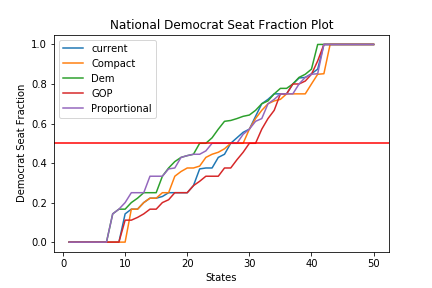 National Democrat Seat Fraction Plot
current
Compact
Dem
GOP
Proportional
1.0
0.8
0.6
0.4
0.2
0.0
Democrat Seat Fraction
0 10 20 30 40 50
States